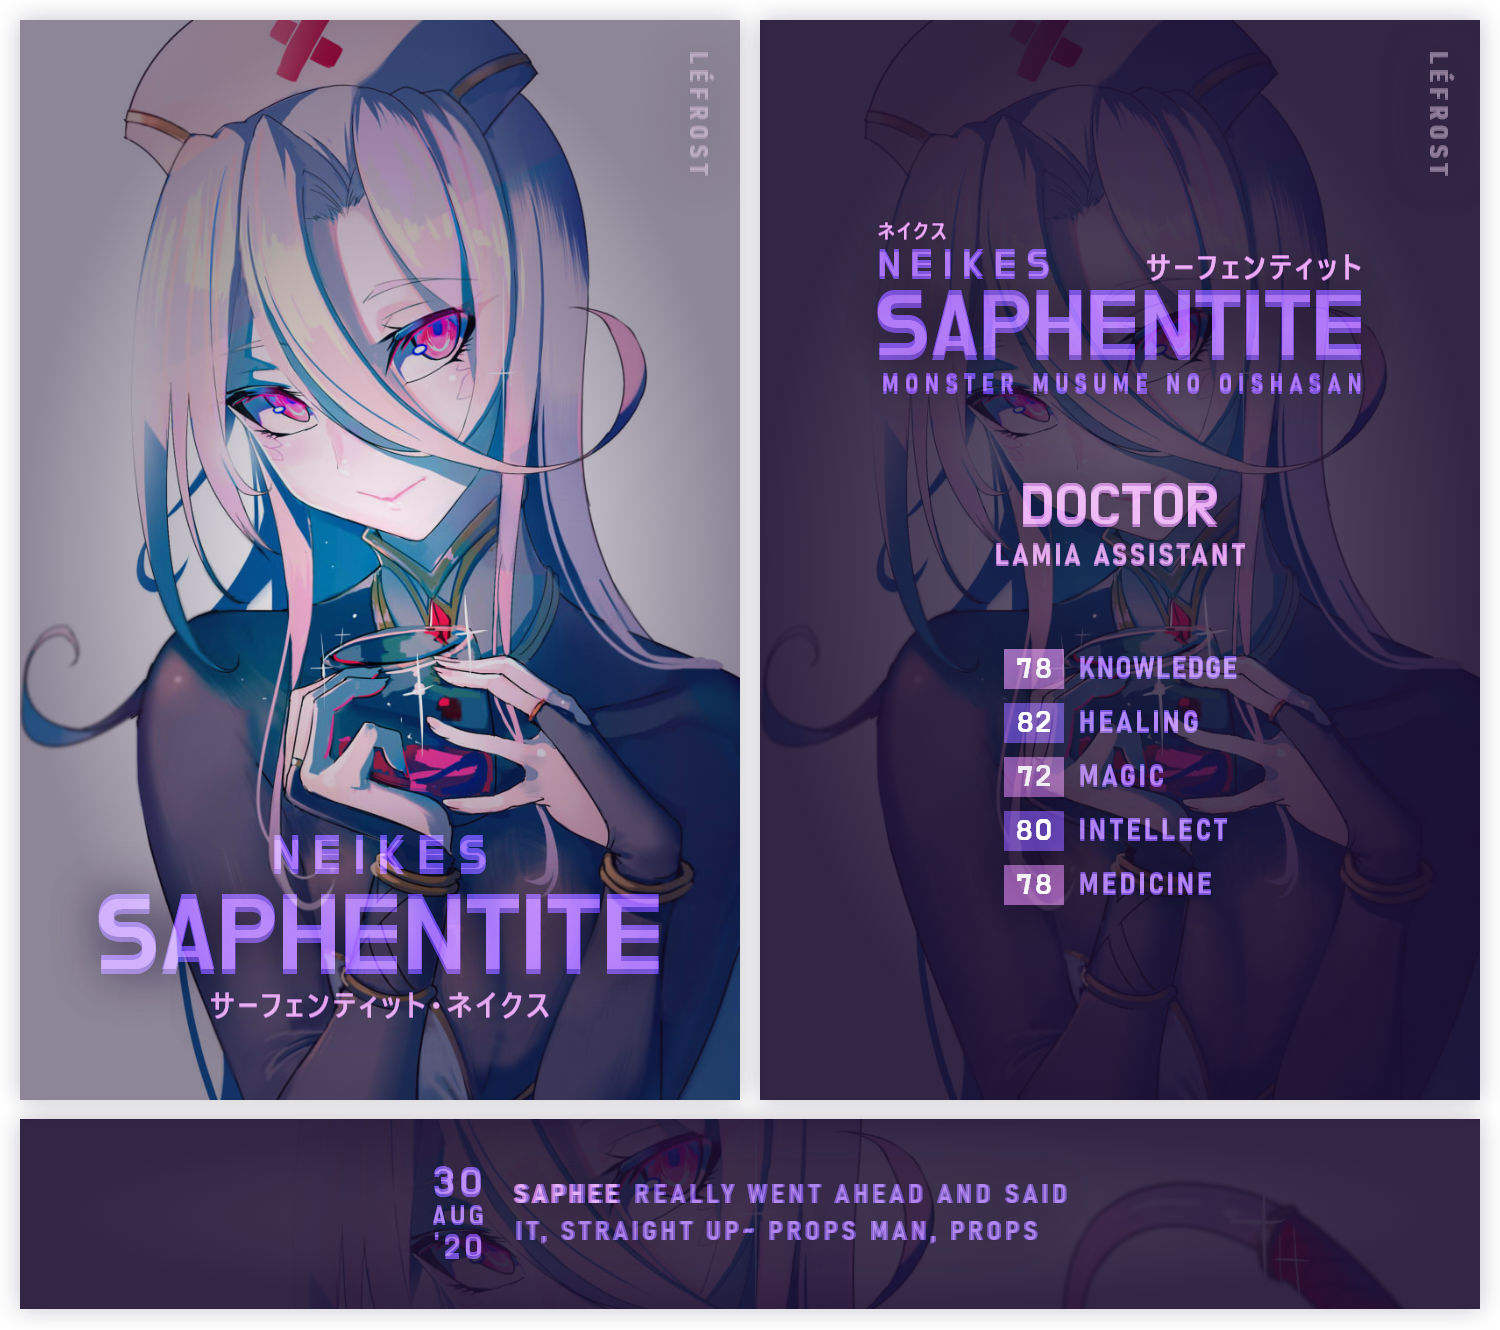 LÉFROST
NEIKES
SAPHENTITE
サーフェンティット・ネイクス
LÉFROST
ネイクス
NEIKES
サーフェンティット
SAPHENTITE
MONSTER MUSUME NO OISHASAN
DOCTOR
LAMIA ASSISTANT
78 KNOWLEDGE
82 HEALING
72 MAGIC
80 INTELLECT
78 MEDICINE
30
AUG
'20
SAPHEE REALLY WENT AHEAD AND SAID
IT, STRAIGHT UP~ PROPS MAN, PROPS